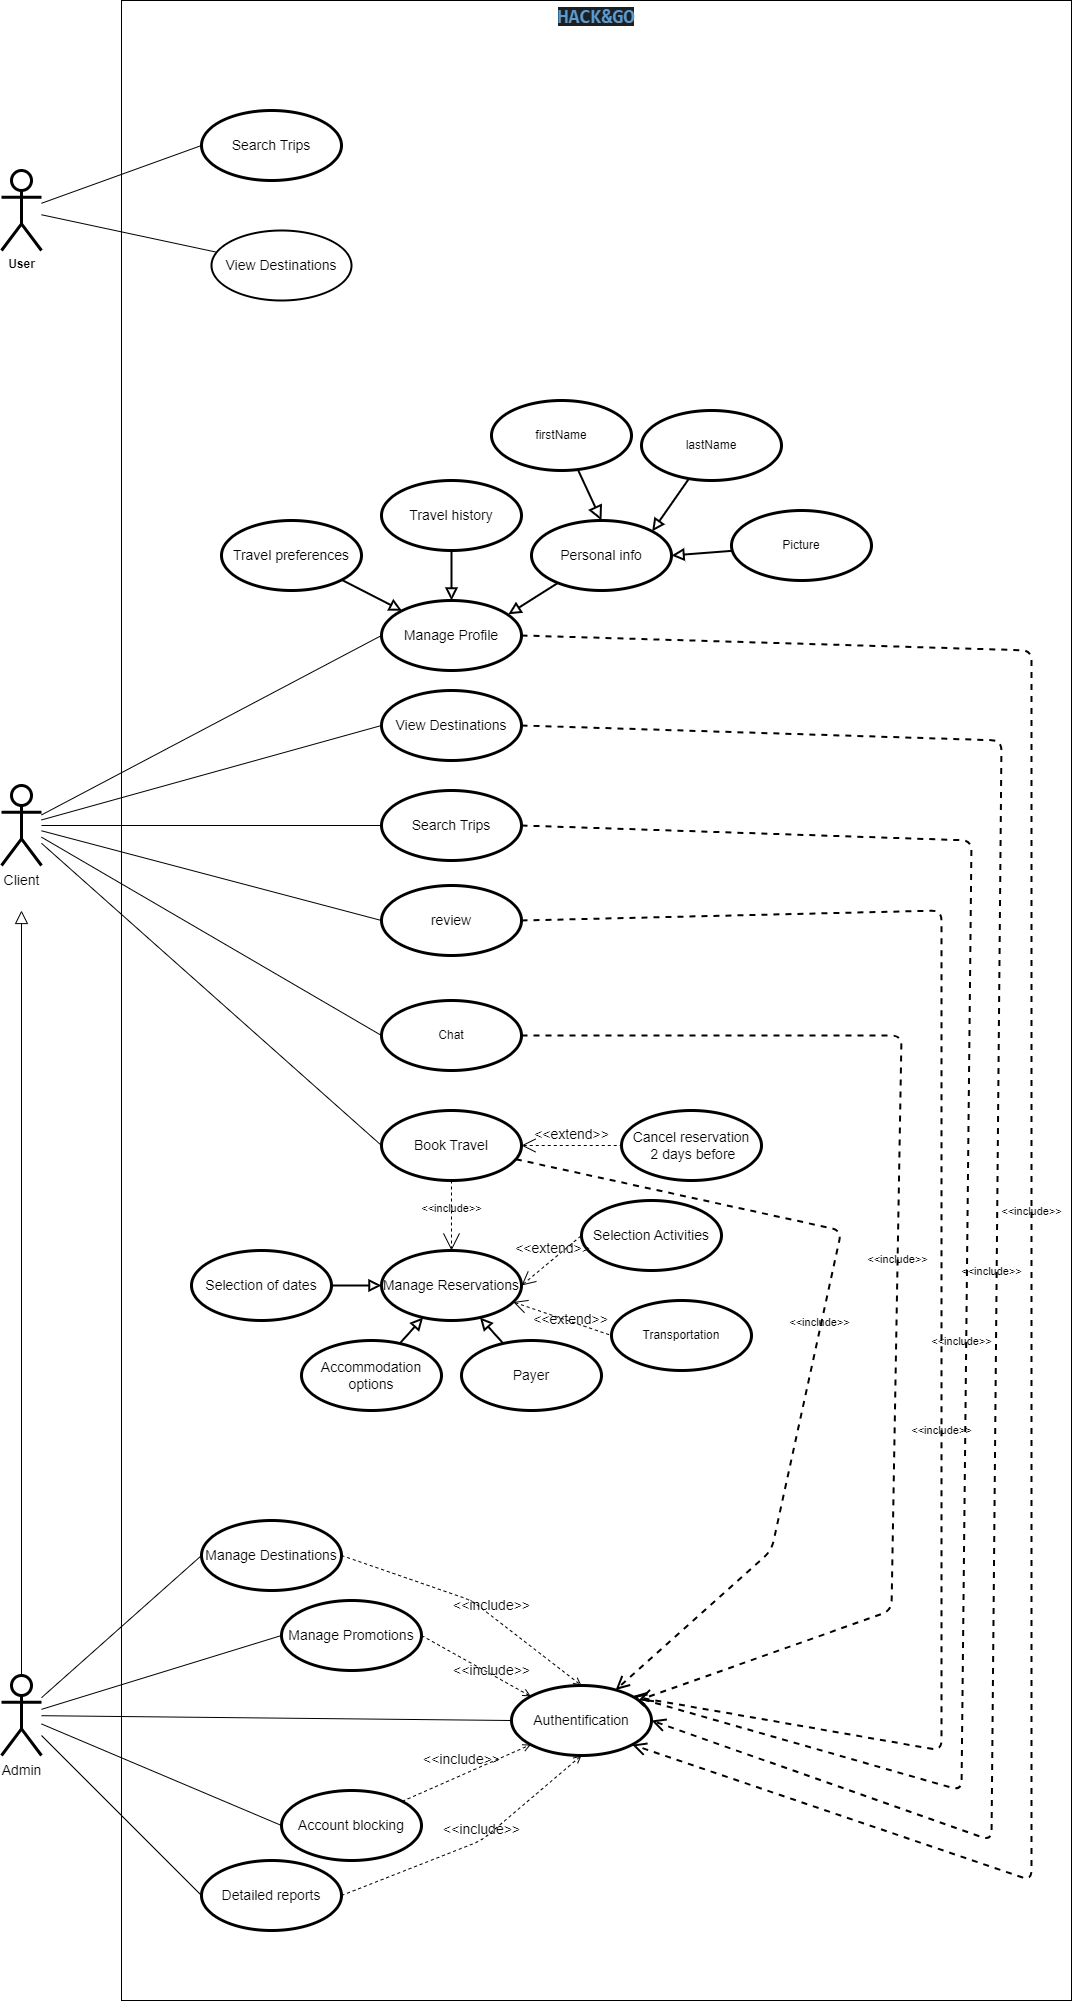 HACK&GO
Search Trips
User
View Destinations
firstName
lastName
Travel history
Picture
Travel preferences
Personal info
Manage Profile
View Destinations
Search Trips
Client
review
Chat
Book Travel
<<extend>>
Cancel reservation
2 days before
<<include>>
<<include>>
Selection Activities
<<extend>>
<<include>>
<<include>>
Selection of dates
Manage Reservations
<<extend>>
<<include>>
Transportation
<<include>>
Accommodation
options
Payer
<<include>>
Manage Destinations
<<include>>
Manage Promotions
<<include>>
Authentification
Admin
<<include>>
Account blocking
<<include>>
Detailed reports